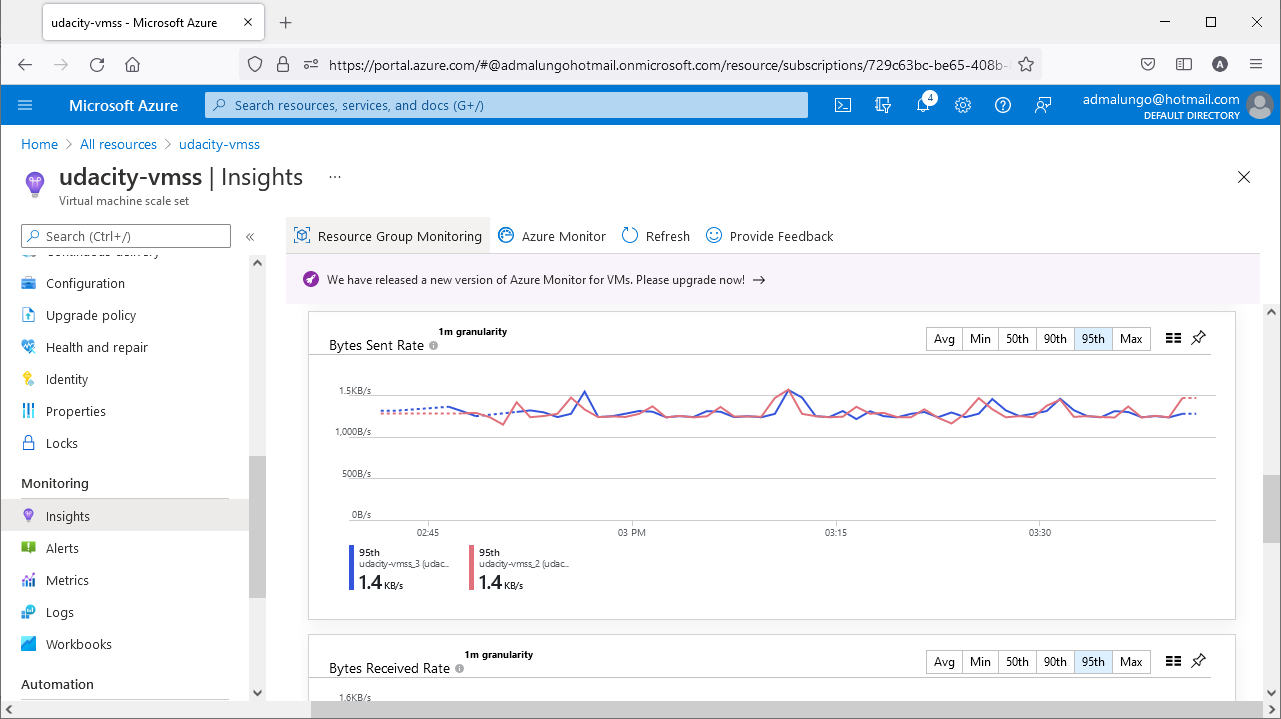 udacity-vmss - Microsoft Azure
https://portal.azure.com/#@admalungohotmail.onmicrosoft.com/resource/subscriptions/729c63bc-be65-408b-
A
Microsoft Azure
Search resources, services, and docs (G+/)
4
admalungo@hotmail.com
DEFAULT DIRECTORY
Home > All resources > udacity-vmss
udacity-vmss | Insights ...
Virtual machine scale set
Search (Ctrl+/)
«
Continuous delivery
Configuration
Upgrade policy
Health and repair
Identity
Properties
Locks
Monitoring
Insights
Alerts
Metrics
Logs
Workbooks
Automation
Resource Group Monitoring
Azure Monitor
Refresh
Provide Feedback
We have released a new version of Azure Monitor for VMs. Please upgrade now! →
Bytes Sent Rate
1m granularity
Avg Min 50th 90th 95th Max
1.5KB/s
1,000B/s
500B/s
0B/s
02:45 03 PM 03:15 03:30
95th
udacity-vmss_3 (udac...
1.4 KB/s
95th
udacity-vmss_2 (udac...
1.4 KB/s
Bytes Received Rate
1m granularity
Avg Min 50th 90th 95th Max
1.6KB/s